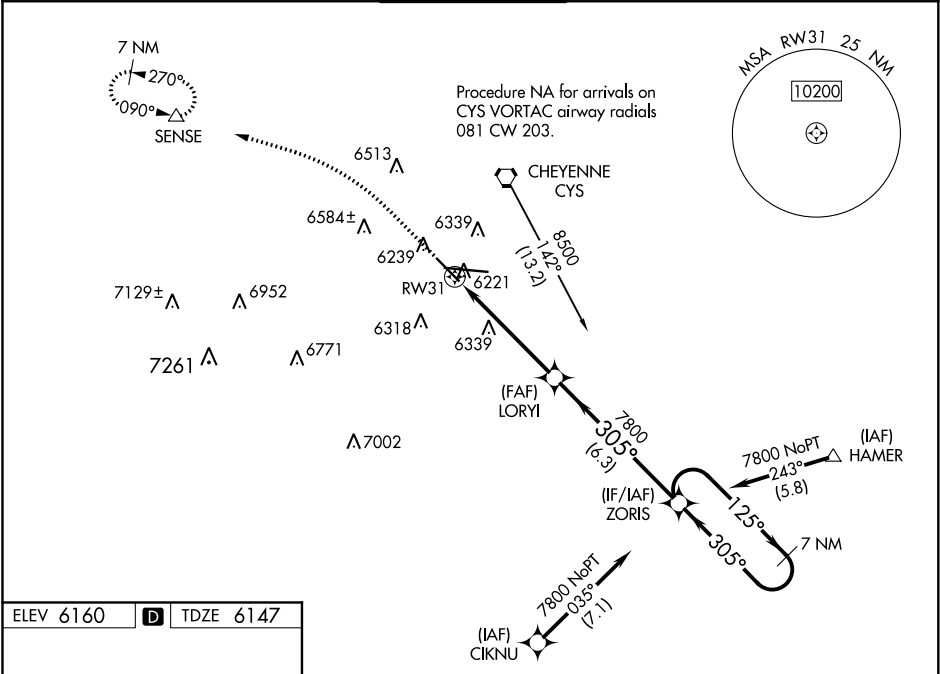 7 NM
270°
090°
SENSE
MSA RW31 25 NM
10200
Procedure NA for arrivals on
CYS VORTAC airway radials
081 CW 203.
CHEYENNE
CYS
8500
142°
(13.2)
6513
6584±
6339
6239
6221
RW31
7129±
6952
6318
6339
7261
6771
7002
(FAF)
LORYI
7800
305°
(6.3)
(IF/IAF)
ZORIS
7800 NoPT
243°
(5.8)
(IAF)
HAMER
125°
305°
7 NM
7800 NoPT
035°
(7.1)
(IAF)
CIKNU
ELEV 6160 D TDZE 6147